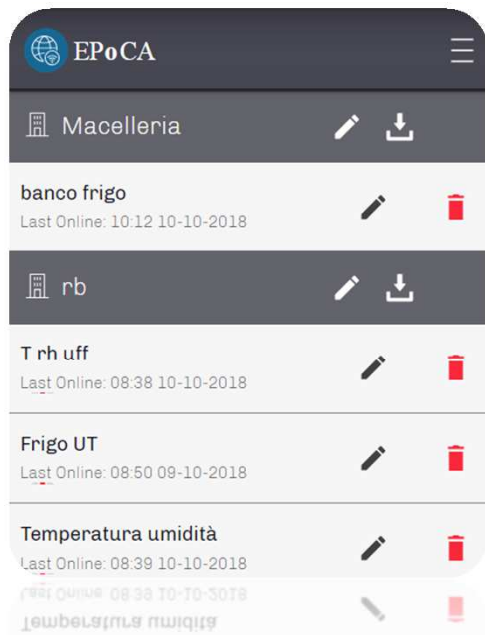 EPoCA
Macelleria
banco frigo
Last Online: 10:12 10-10-2018
rb
T rh uff
Last Online: 08:38 10-10-2018
Frigo UT
Last Online: 08:50 09-10-2018
Temperatura umidità
Last Online: 08:39 10-10-2018